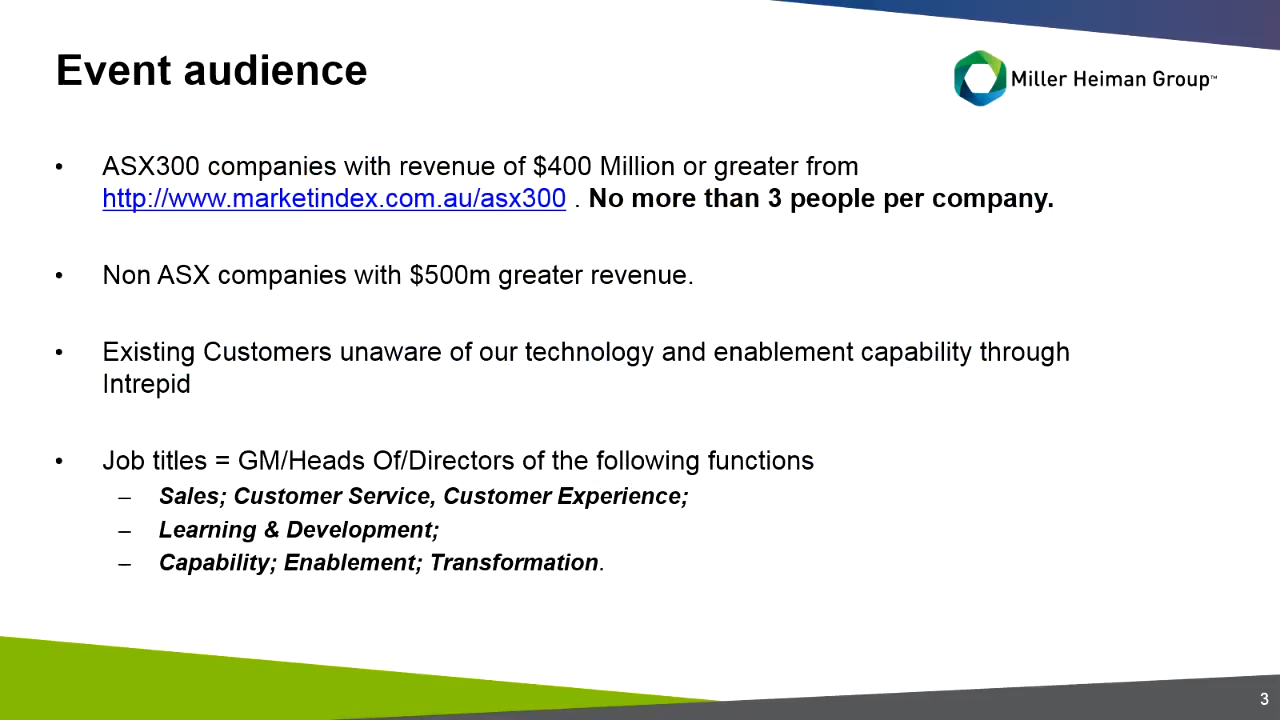 Event audience
Miller Heiman Group™
• ASX300 companies with revenue of $400 Million or greater from
http://www.marketindex.com.au/asx300 . No more than 3 people per company.
• Non ASX companies with $500m greater revenue.
• Existing Customers unaware of our technology and enablement capability through
Intrepid
• Job titles = GM/Heads Of/Directors of the following functions
– Sales; Customer Service, Customer Experience;
– Learning & Development;
– Capability; Enablement; Transformation.
3